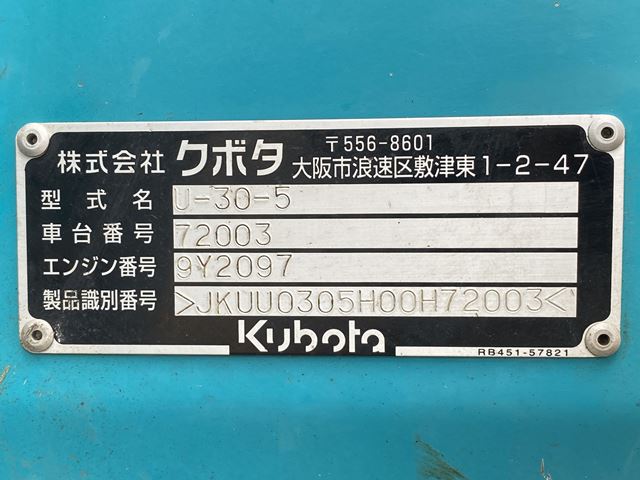 株式会社 クボタ 〒556-8601
大阪市浪速区敷津東1-2-47
型式名 U-30-5
車台番号 72003
エンジン番号 9Y2097
製品識別番号 >JKUU0305H00H72003<
Kubota
RB451-57821